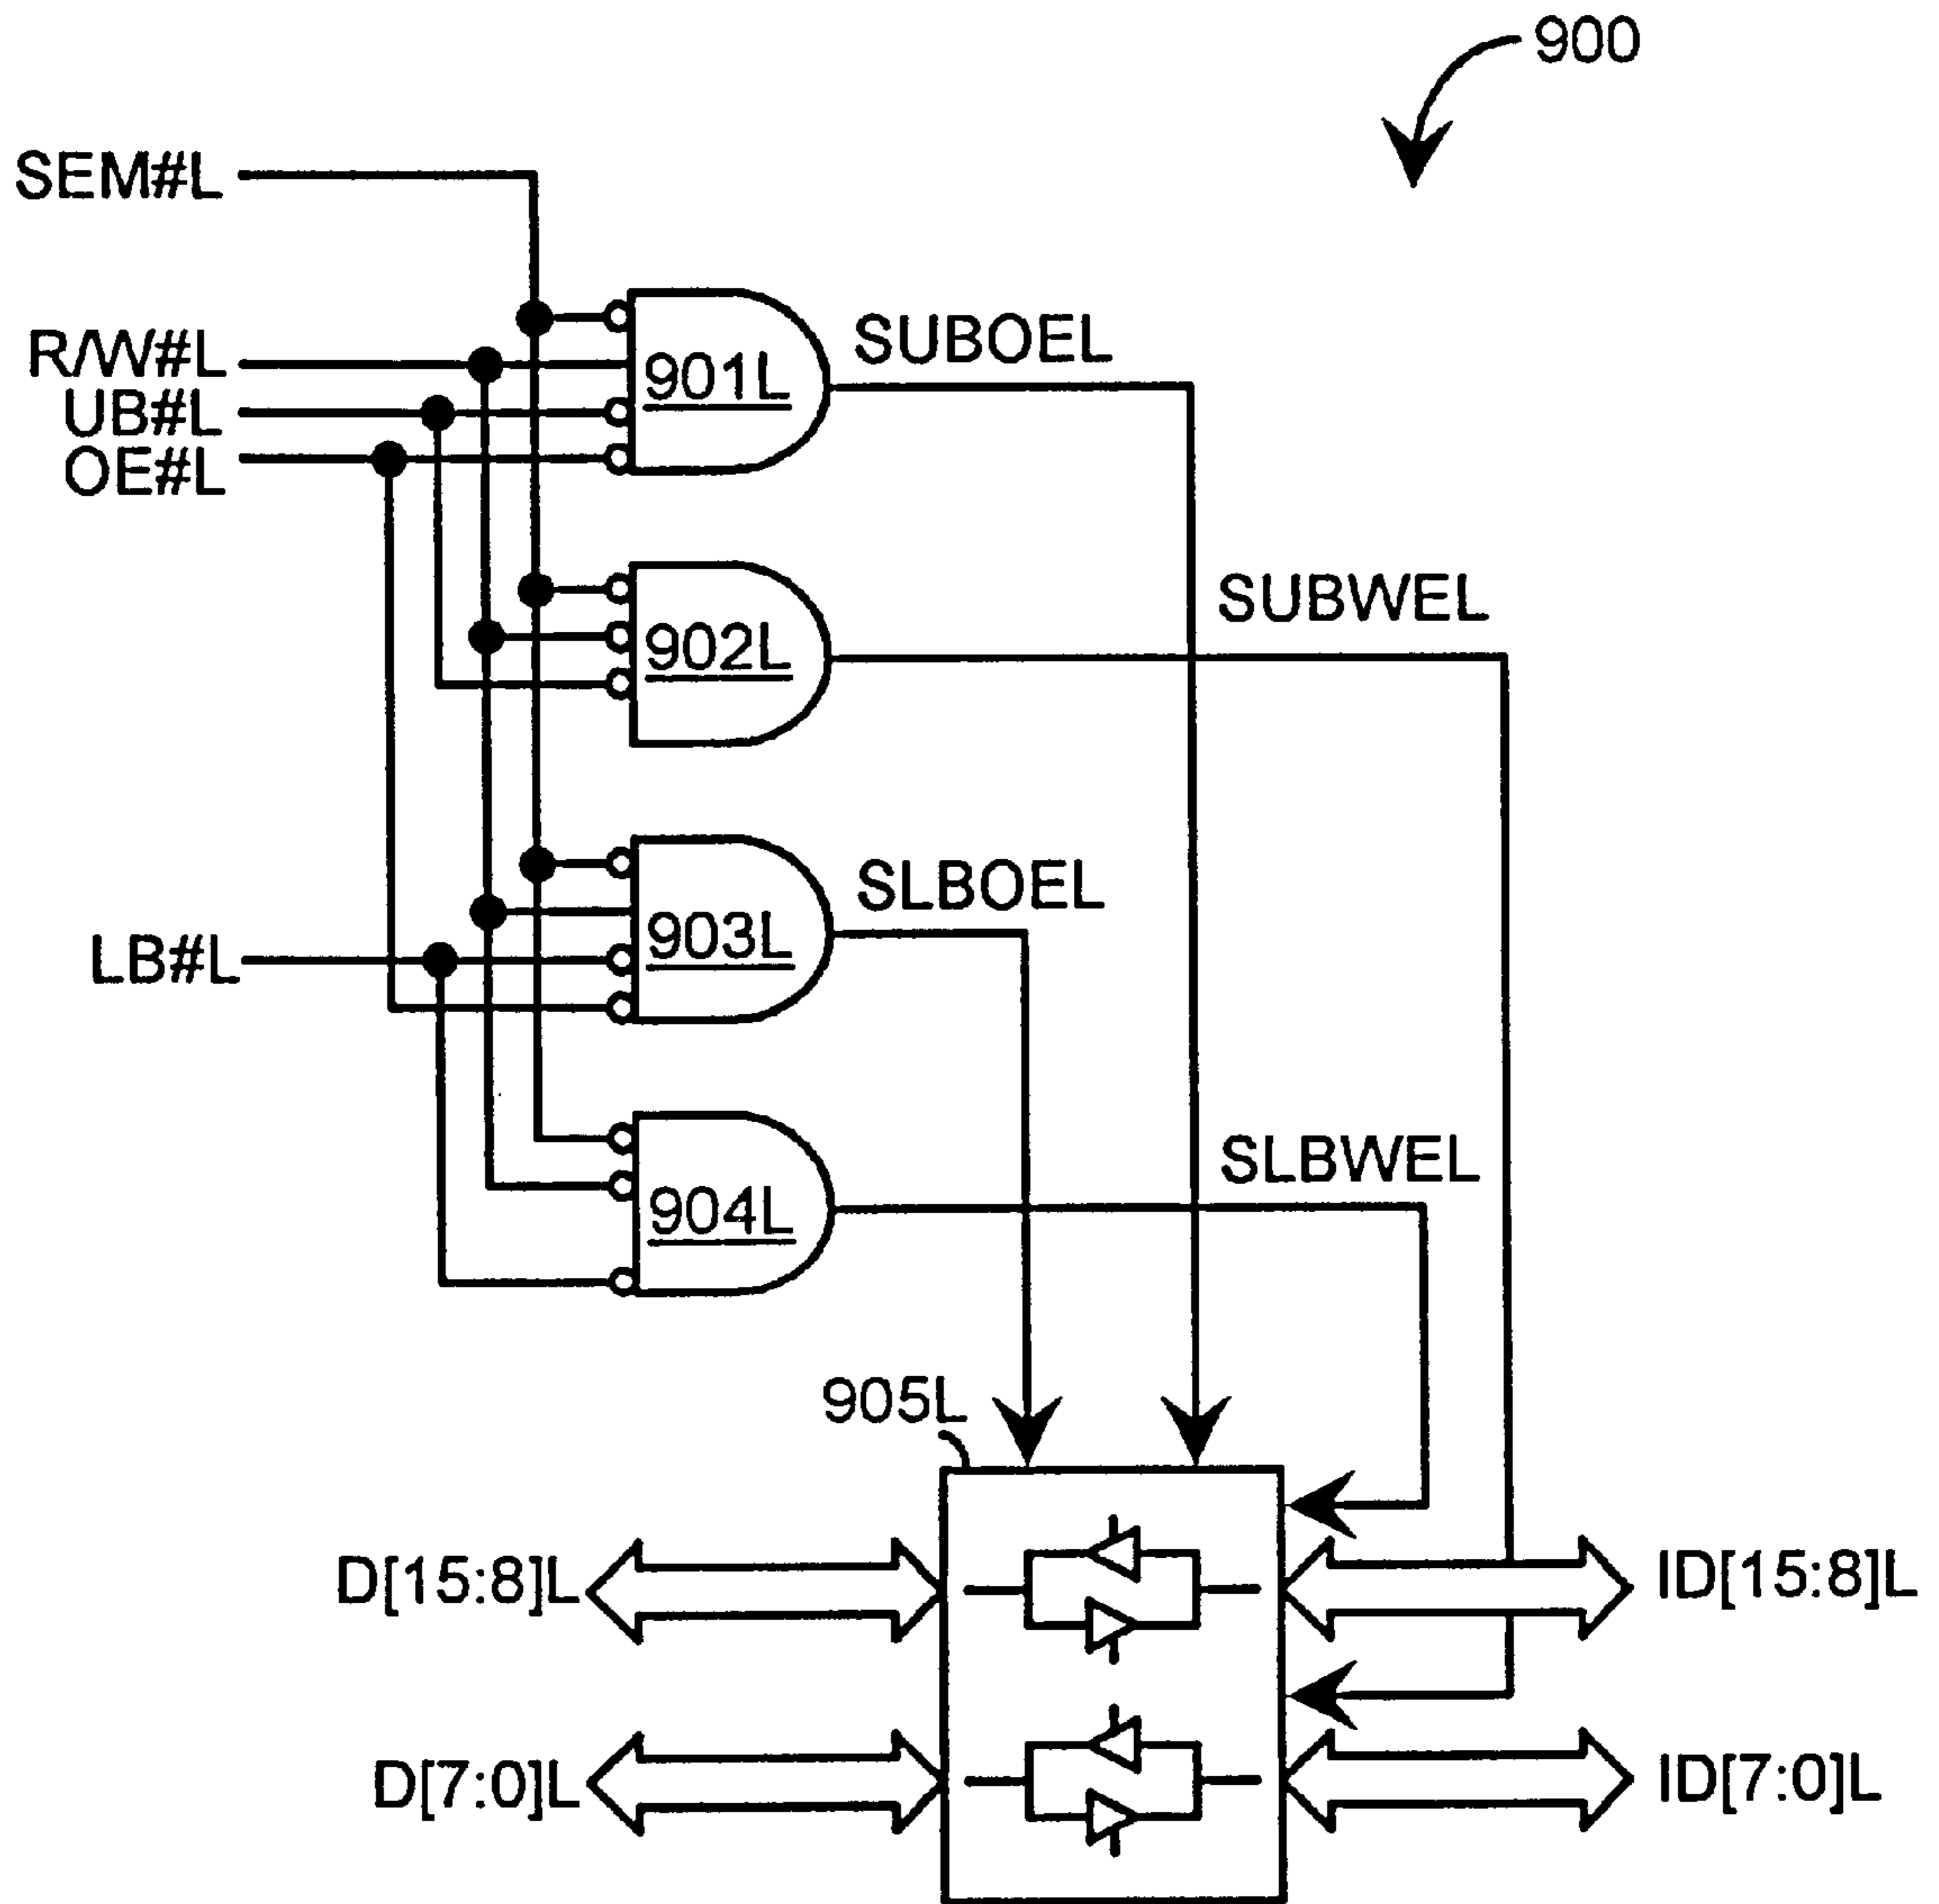 900
SEM#L
R/W#L
UB#L
OE#L
901L
SUBOEL
902L
SUBWEL
903L
SLBOEL
LB#L
904L
SLBWEL
905L
D[15:8]L
ID[15:8]L
D[7:0]L
ID[7:0]L